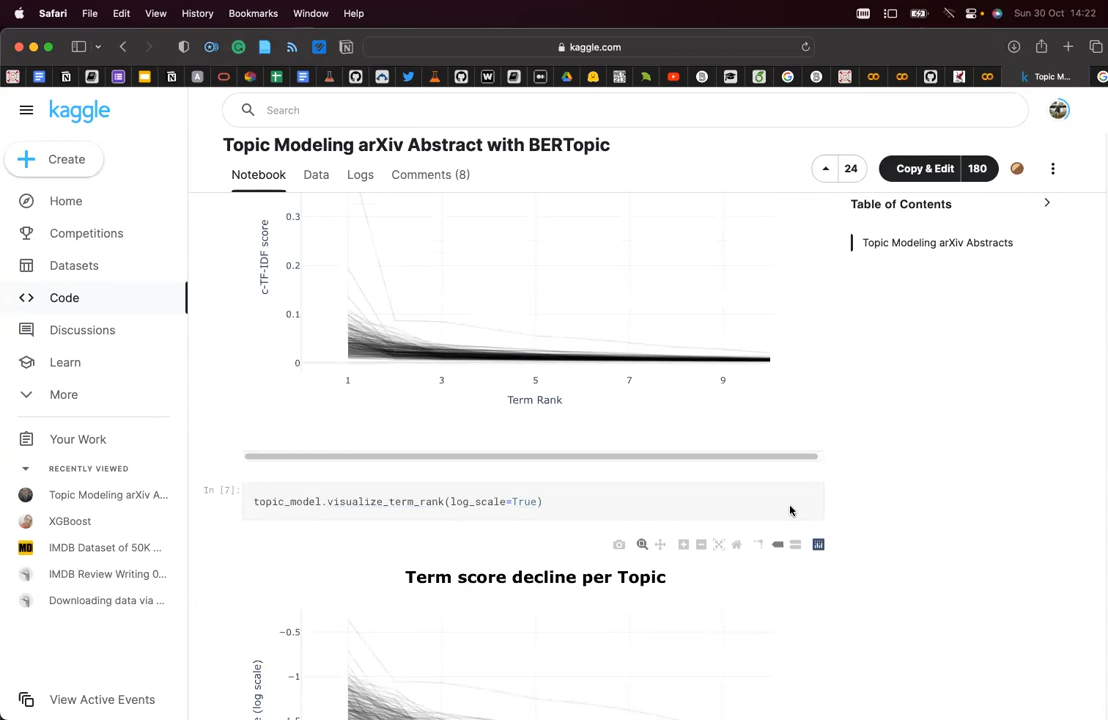 Safari File Edit View History Bookmarks Window Help Sun 30 Oct 14:22
kaggle.com
Topic M...
kaggle
Search
Create
Home
Competitions
Datasets
Code
Discussions
Learn
More
Your Work
RECENTLY VIEWED
Topic Modeling arXiv A...
XGBoost
IMDB Dataset of 50K ...
IMDB Review Writing 0...
Downloading data via ...
View Active Events
Topic Modeling arXiv Abstract with BERTopic
24
Copy & Edit 180
Notebook Data Logs Comments (8)
Table of Contents
Topic Modeling arXiv Abstracts
0.3
0.2
0.1
0
c-TF-IDF score
1 3 5 7 9
Term Rank
In [7]:
topic_model.visualize_term_rank(log_scale=True)
Term score decline per Topic
−0.5
−1
(log scale)